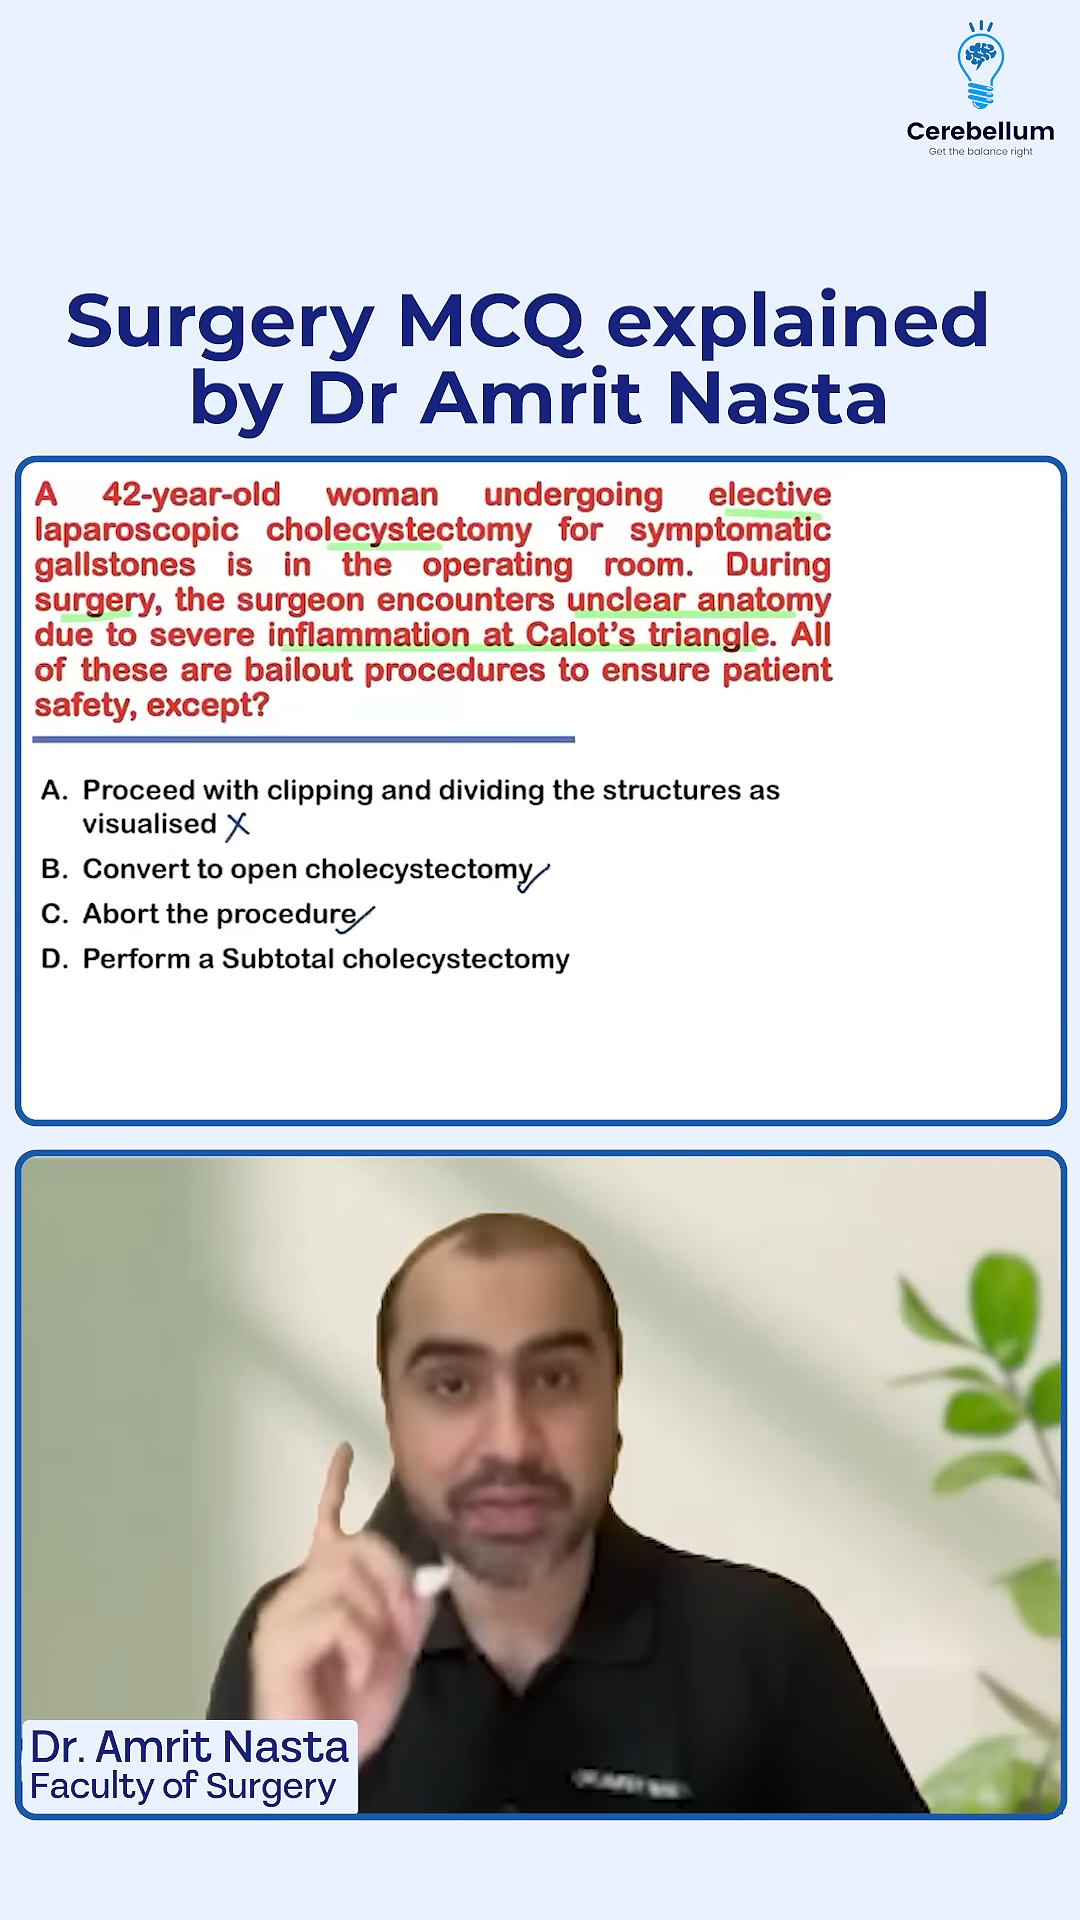 Cerebellum
Get the balance right
Surgery MCQ explained
by Dr Amrit Nasta
A 42-year-old woman undergoing elective
laparoscopic cholecystectomy for symptomatic
gallstones is in the operating room. During
surgery, the surgeon encounters unclear anatomy
due to severe inflammation at Calot's triangle. All
of these are bailout procedures to ensure patient
safety, except?
A. Proceed with clipping and dividing the structures as
visualised
B. Convert to open cholecystectomy
C. Abort the procedure
D. Perform a Subtotal cholecystectomy
Dr. Amrit Nasta
Faculty of Surgery